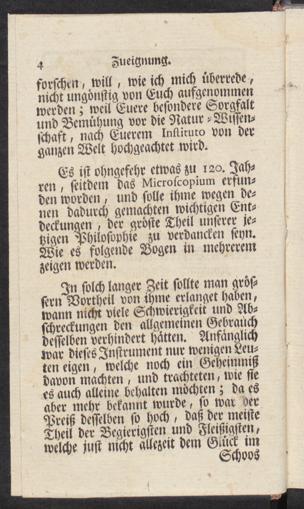 4 Zueignung.
forschen, will, wie ich mich überrede,
nicht ungönstig von Euch aufgenommen
werden; weil Euere besondere Sorgfalt
und Bemühung vor die Natur-Wissen-
schaft, nach Euerem Instituto von der
ganzen Welt hochgeachtet wird.
Es ist ohngefehr etwas zu 120. Jah-
ren, seitdem das Microscopium erfun-
den worden, und solle ihme wegen de-
nen dadurch gemachten wichtigen Ent-
deckungen, der gröste Theil unserer je-
tzigen Philosophie zu verdancken seyn.
Wie es folgende Bogen in mehrerem
zeigen werden.
In solch langer Zeit sollte man grös-
sern Vortheil von ihme erlanget haben,
wann nicht viele Schwierigkeit und Ab-
schreckungen den allgemeinen Gebrauch
desselben verhindert hätten. Anfänglich
war dieses Instrument nur wenigen Leu-
ten eigen, welche noch ein Geheimniß
davon machten, und trachteten, wie sie
es auch alleine behalten möchten; da es
aber mehr bekannt wurde, so war der
Preiß desselben so hoch, daß der meiste
Theil der Begierigsten und Fleißigsten,
welche just nicht allezeit dem Glück im
Schoos